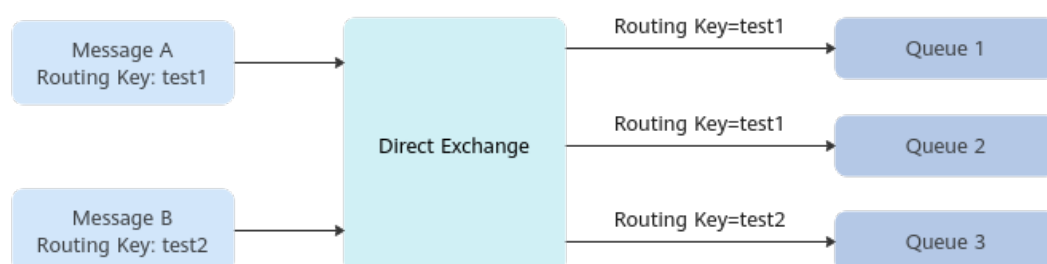 Message A
Routing Key: test1
Message B
Routing Key: test2
Direct Exchange
Routing Key=test1
Routing Key=test1
Routing Key=test2
Queue 1
Queue 2
Queue 3